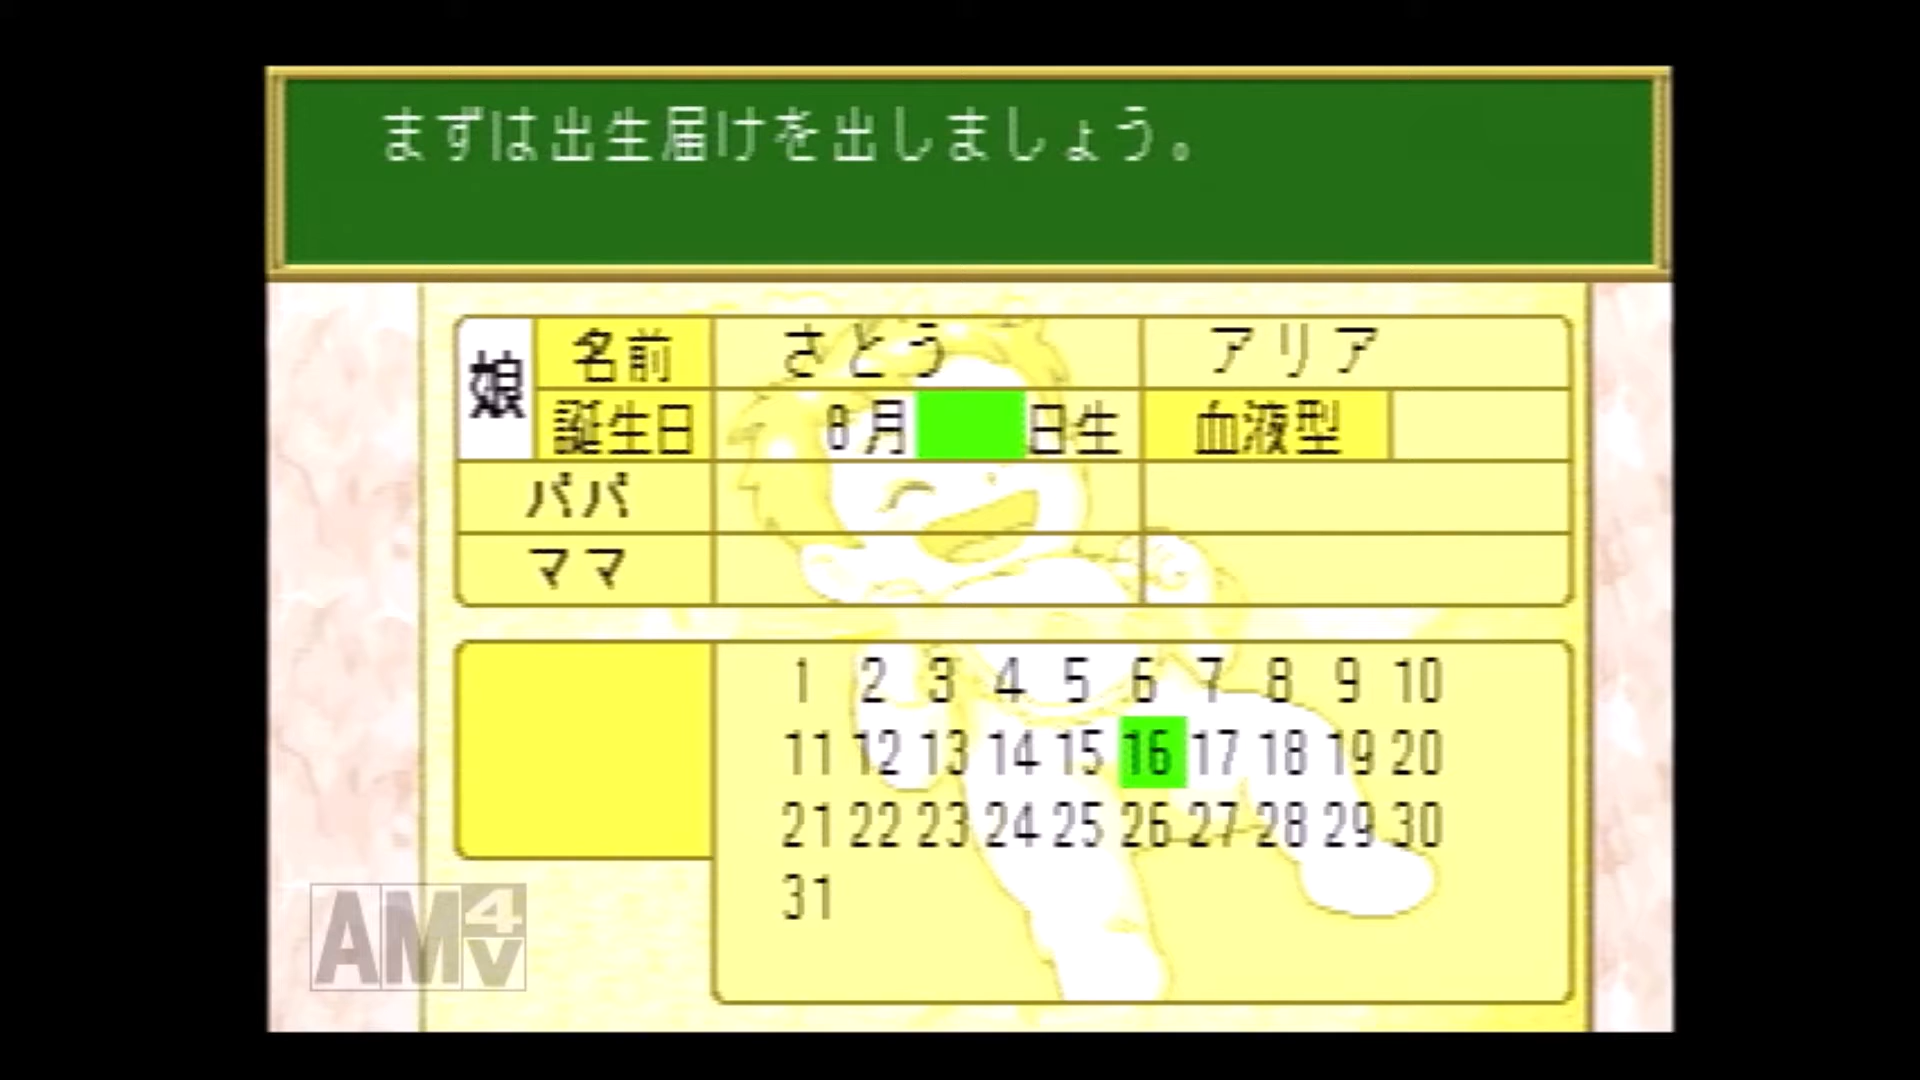 まずは出生届けを出しましょう。
娘 名前 さとう アリア
誕生日 8月 日生 血液型
パパ
ママ
1 2 3 4 5 6 7 8 9 10
11 12 13 14 15 16 17 18 19 20
21 22 23 24 25 26 27 28 29 30
31
AM4V